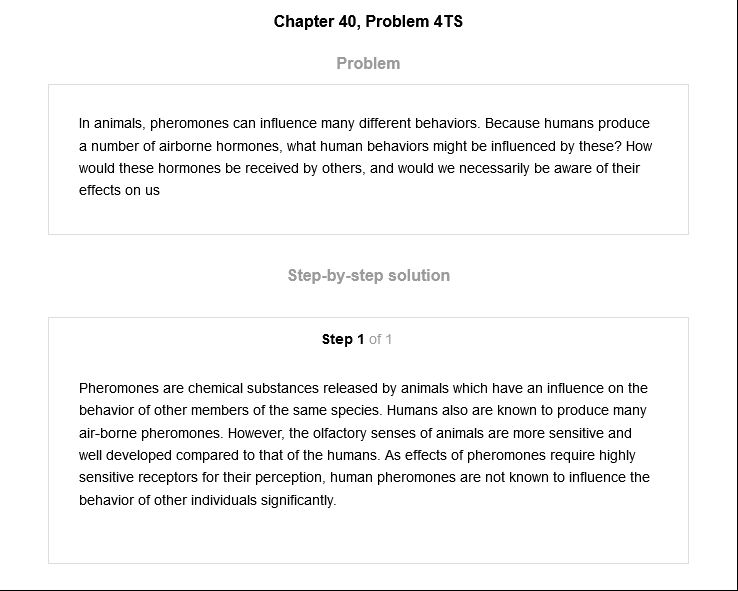 Chapter 40, Problem 4TS
Problem
In animals, pheromones can influence many different behaviors. Because humans produce
a number of airborne hormones, what human behaviors might be influenced by these? How
would these hormones be received by others, and would we necessarily be aware of their
effects on us
Step-by-step solution
Step 1 of 1
Pheromones are chemical substances released by animals which have an influence on the
behavior of other members of the same species. Humans also are known to produce many
air-borne pheromones. However, the olfactory senses of animals are more sensitive and
well developed compared to that of the humans. As effects of pheromones require highly
sensitive receptors for their perception, human pheromones are not known to influence the
behavior of other individuals significantly.